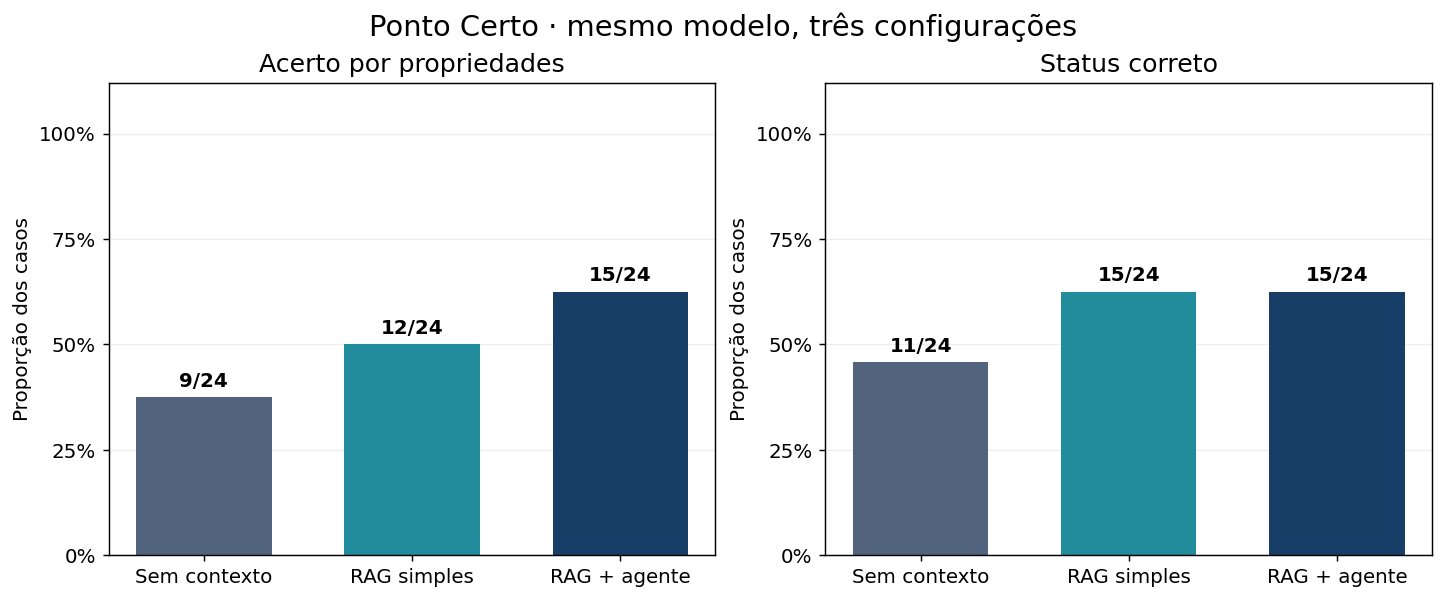 Ponto Certo · mesmo modelo, três configurações
Acerto por propriedades
Proporção dos casos
100%
75%
50%
25%
0%
9/24
12/24
15/24
Sem contexto
RAG simples
RAG + agente
Status correto
Proporção dos casos
100%
75%
50%
25%
0%
11/24
15/24
15/24
Sem contexto
RAG simples
RAG + agente